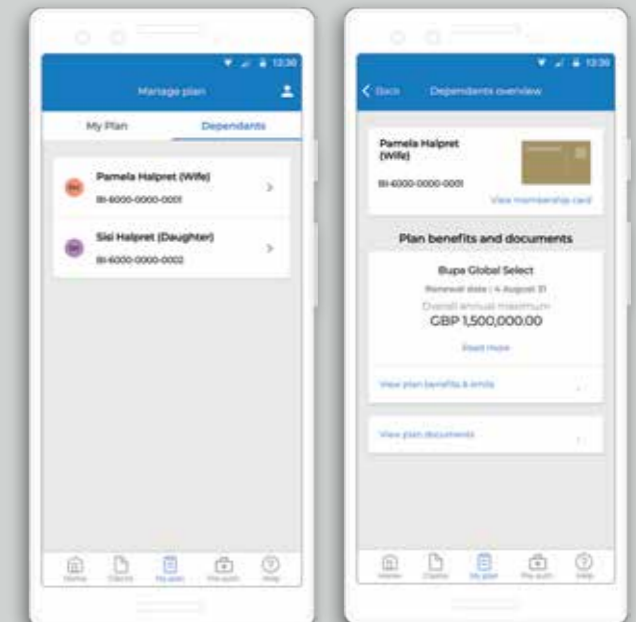 12:30
Manage plan
My Plan
Dependants
Pamela Halpret (Wife)
BI-6000-0000-0001
Sisi Halpret (Daughter)
BI-6000-0000-0002
Home
Claims
My plan
Pre-auth
Help
12:30
Back
Dependants overview
Pamela Halpret
(Wife)
BI-6000-0000-0001
View membership card
Plan benefits and documents
Bupa Global Select
Renewal date : 4 August 21
Overall annual maximum
GBP 1,500,000.00
Read more
View plan benefits & limits
View plan documents
Home
Claims
My plan
Pre-auth
Help